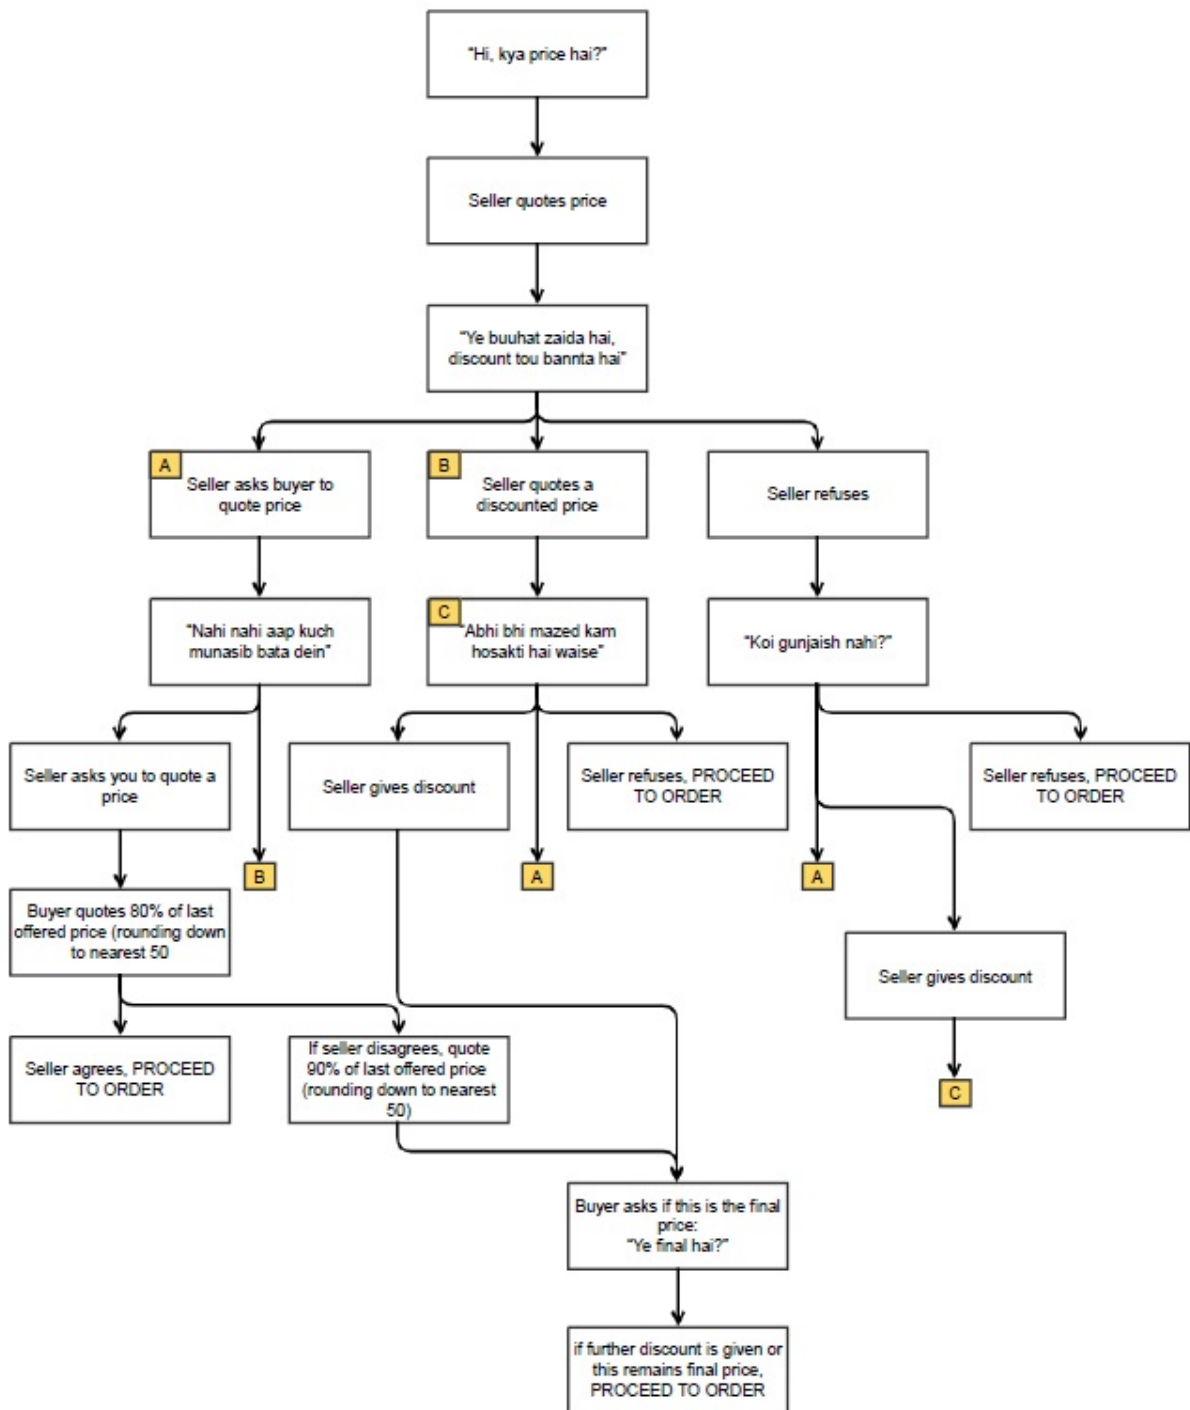 "Hi, kya price hai?"
Seller quotes price
"Ye buuhat zaida hai,
discount tou bannta hai"
A
Seller asks buyer to
quote price
B
Seller quotes a
discounted price
Seller refuses
"Nahi nahi aap kuch
munasib bata dein"
C
"Abhi bhi mazed kam
hosakti hai waise"
"Koi gunjaish nahi?"
Seller asks you to quote a
price
Seller gives discount
Seller refuses, PROCEED
TO ORDER
Seller refuses, PROCEED
TO ORDER
B
A
A
Buyer quotes 80% of last
offered price (rounding down
to nearest 50
Seller gives discount
Seller agrees, PROCEED
TO ORDER
If seller disagrees, quote
90% of last offered price
(rounding down to nearest
50)
C
Buyer asks if this is the final
price:
"Ye final hai?"
if further discount is given or
this remains final price,
PROCEED TO ORDER